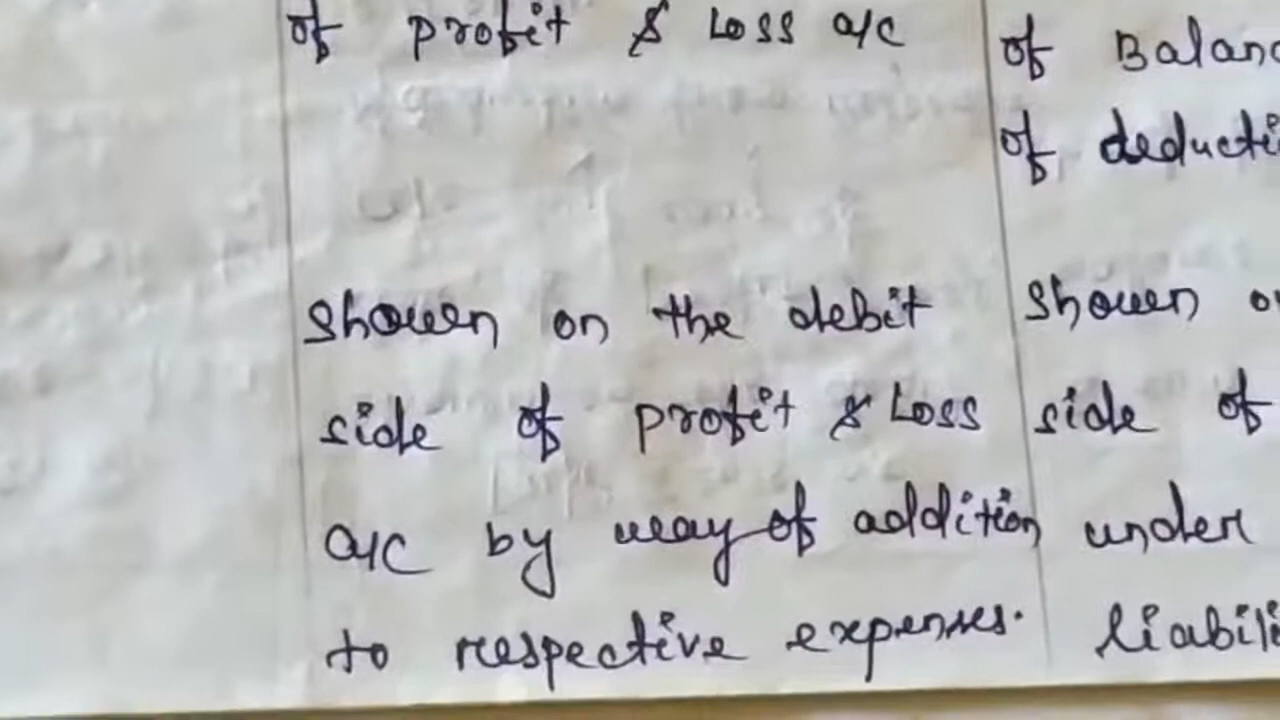 of profit & Loss a/c
of Balanc
of deducti
shown on the debit
side of profit & Loss
a/c by way of addition
to respective expenses.
shown on
side of
under
liabili